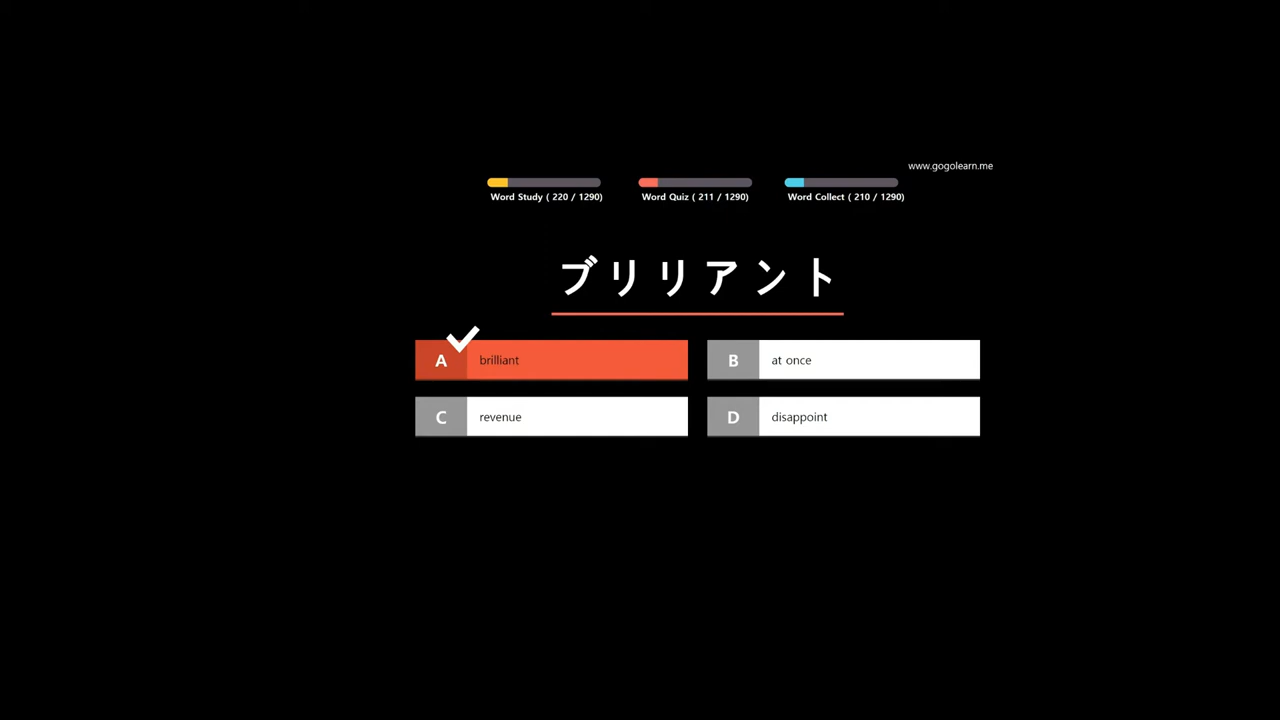 www.gogolearn.me
Word Study ( 220 / 1290)
Word Quiz ( 211 / 1290)
Word Collect ( 210 / 1290)
ブリリアント
A brilliant
B at once
C revenue
D disappoint